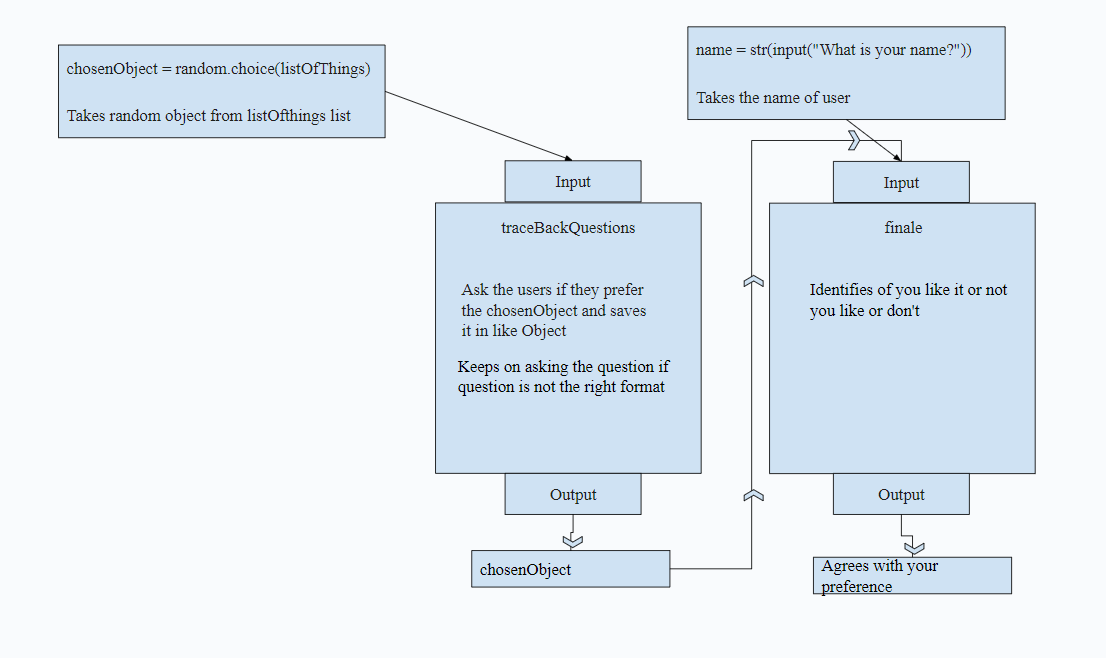 chosenObject = random.choice(listOfThings)
Takes random object from listOfthings list
name = str(input("What is your name?"))
Takes the name of user
Input
traceBackQuestions
Ask the users if they prefer
the chosenObject and saves
it in like Object
Keeps on asking the question if
question is not the right format
Output
chosenObject
Input
finale
Identifies of you like it or not
you like or don't
Output
Agrees with your
preference